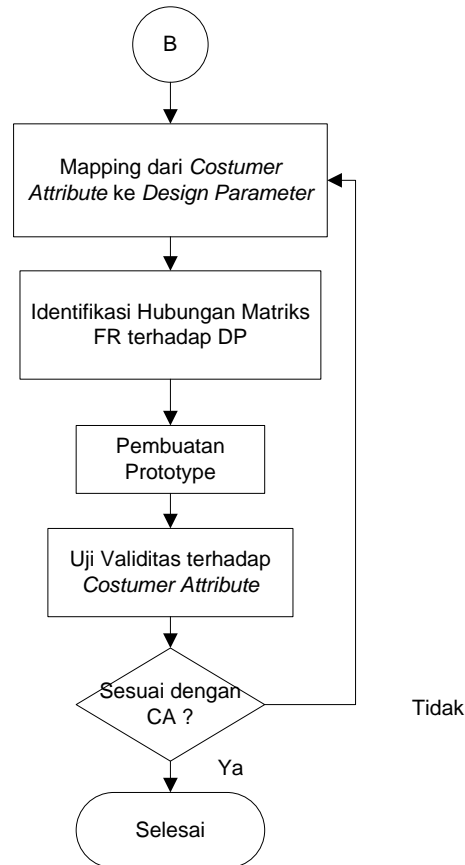 B
Mapping dari Costumer
Attribute ke Design Parameter
Identifikasi Hubungan Matriks
FR terhadap DP
Pembuatan
Prototype
Uji Validitas terhadap
Costumer Attribute
Sesuai dengan
CA ?
Tidak
Ya
Selesai